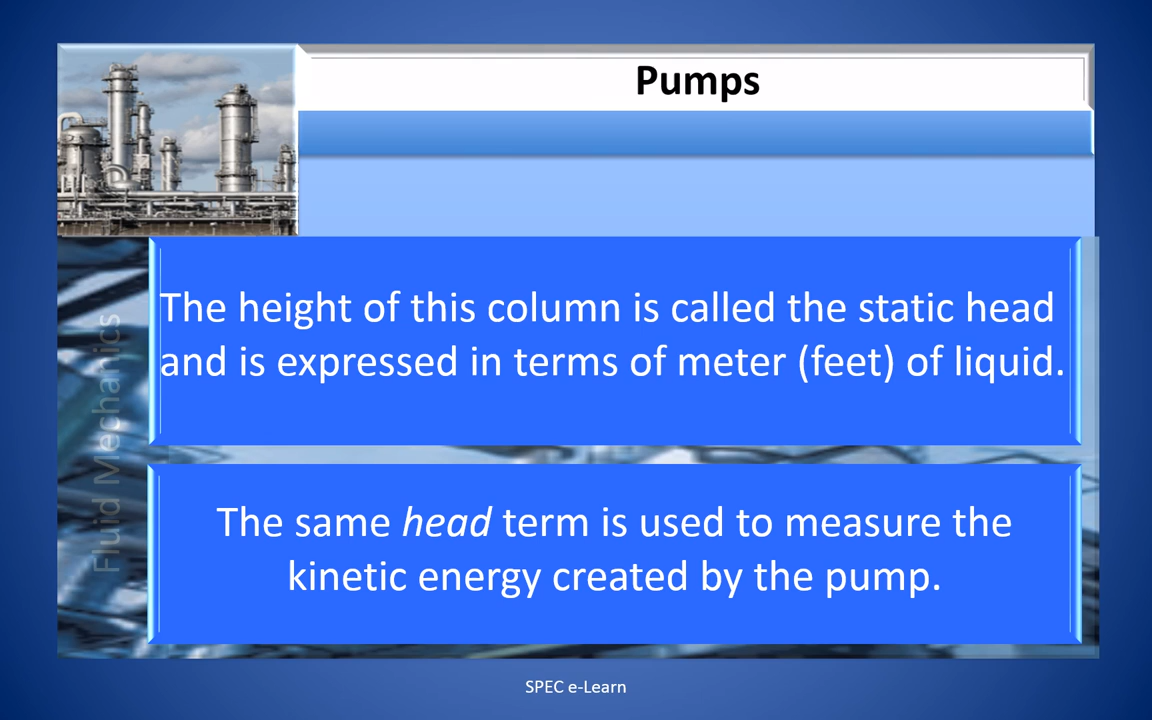 Pumps
The height of this column is called the static head
and is expressed in terms of meter (feet) of liquid.
Fluid Mechanics
The same head term is used to measure the
kinetic energy created by the pump.
SPEC e-Learn